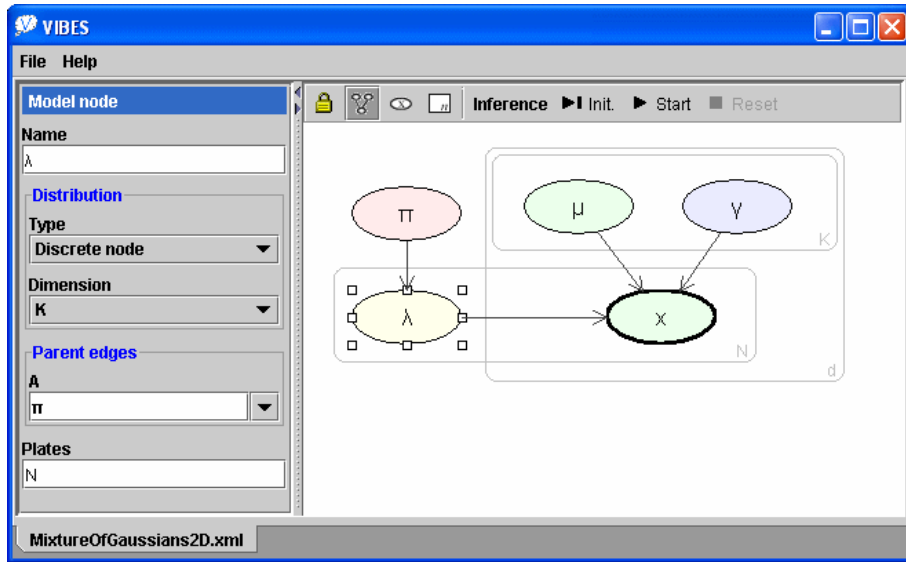 VIBES
File Help
Model node
Name
λ
Distribution
Type
Discrete node
Dimension
K
Parent edges
A
π
Plates
N
MixtureOfGaussians2D.xml
x n Inference Init. Start Reset
π
μ
γ
K
λ
x
N
d